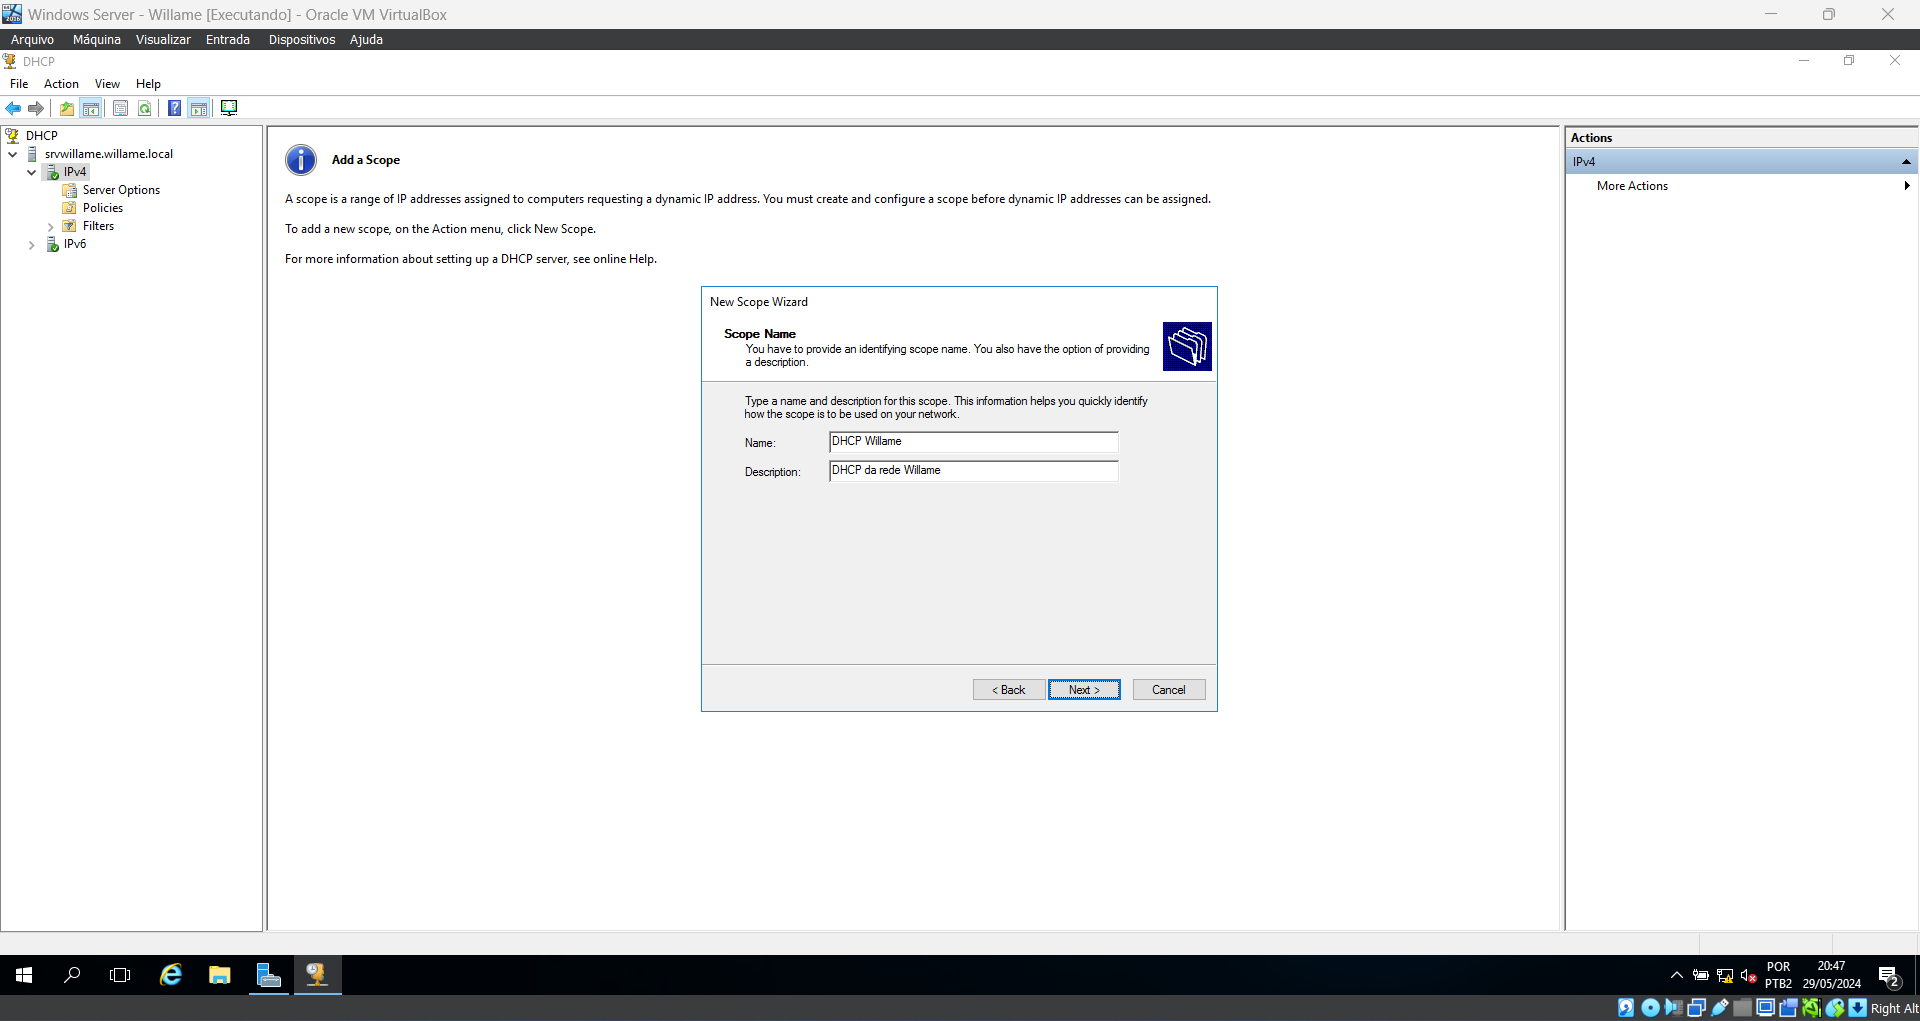 Windows Server - Willame [Executando] - Oracle VM VirtualBox
Arquivo Máquina Visualizar Entrada Dispositivos Ajuda
DHCP
File Action View Help
DHCP
srvwillame.willame.local
IPv4
Server Options
Policies
Filters
IPv6
Add a Scope
A scope is a range of IP addresses assigned to computers requesting a dynamic IP address. You must create and configure a scope before dynamic IP addresses can be assigned.
To add a new scope, on the Action menu, click New Scope.
For more information about setting up a DHCP server, see online Help.
New Scope Wizard
Scope Name
You have to provide an identifying scope name. You also have the option of providing
a description.
Type a name and description for this scope. This information helps you quickly identify
how the scope is to be used on your network.
Name: DHCP Willame
Description: DHCP da rede Willame
< Back Next > Cancel
Actions
IPv4
More Actions
POR
PTB2
20:47
29/05/2024
2
Right Alt